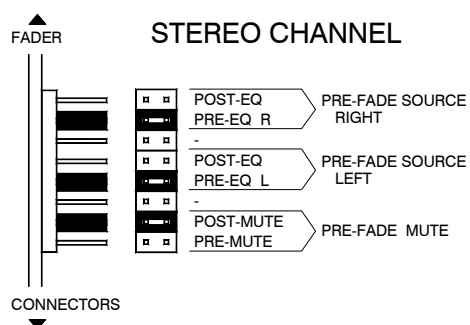 FADER
STEREO CHANNEL
POST-EQ
PRE-EQ R
PRE-FADE SOURCE
RIGHT
-
POST-EQ
PRE-EQ L
PRE-FADE SOURCE
LEFT
-
POST-MUTE
PRE-MUTE
PRE-FADE MUTE
CONNECTORS